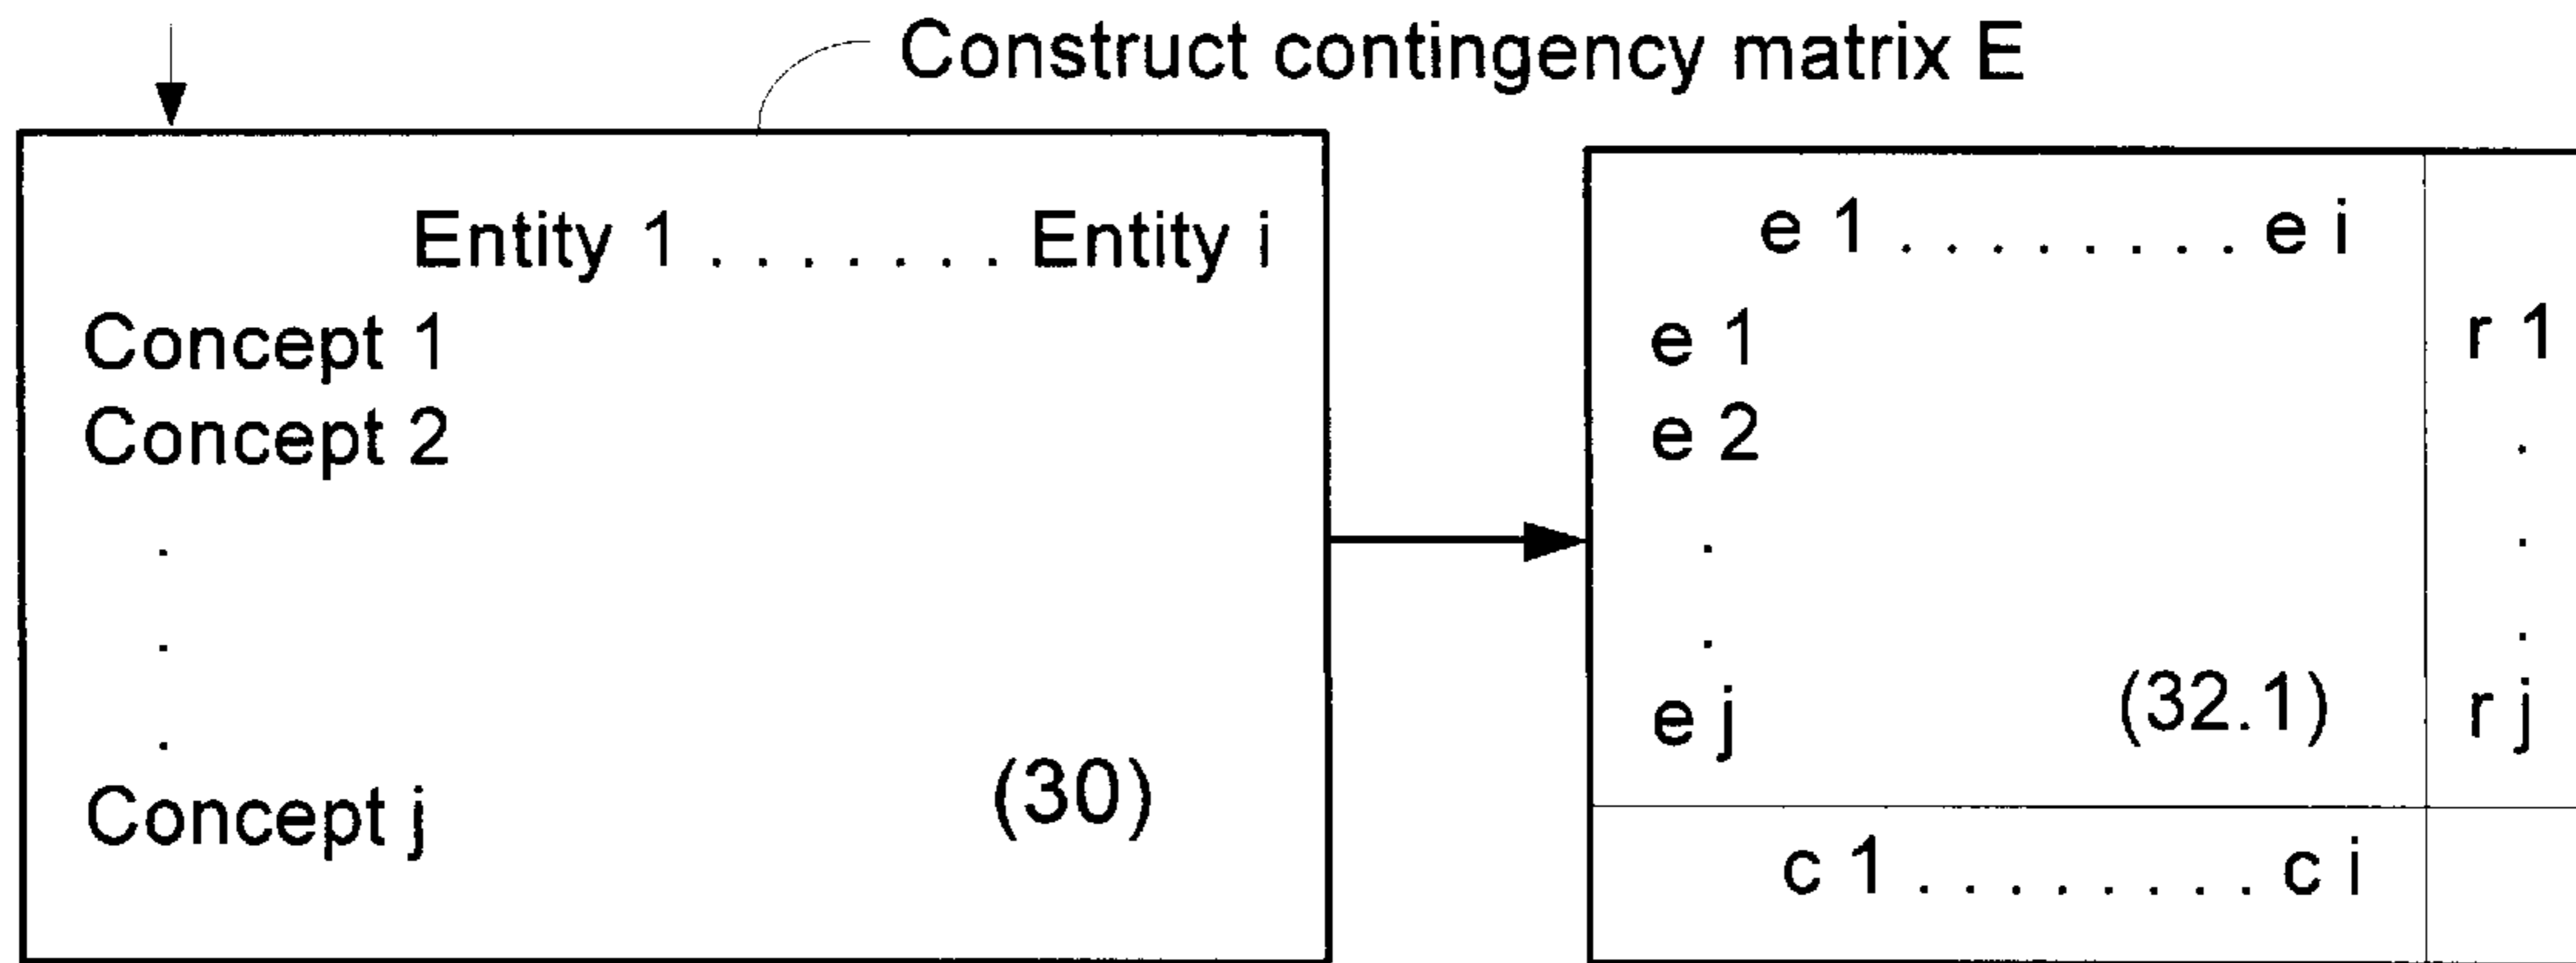 Construct contingency matrix E
Entity 1 . . . . . . . Entity i
Concept 1
Concept 2
.
.
.
Concept j
(30)
e 1 . . . . . . . . e i
e 1 r 1
e 2 .
. .
. .
e j (32.1) r j
c 1 . . . . . . . . c i